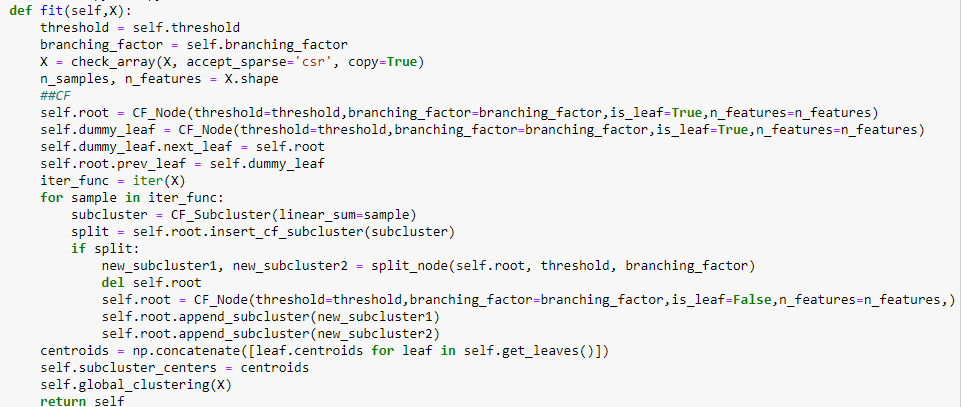 def fit(self,X):
    threshold = self.threshold
    branching_factor = self.branching_factor
    X = check_array(X, accept_sparse='csr', copy=True)
    n_samples, n_features = X.shape
    ##CF
    self.root = CF_Node(threshold=threshold,branching_factor=branching_factor,is_leaf=True,n_features=n_features)
    self.dummy_leaf = CF_Node(threshold=threshold,branching_factor=branching_factor,is_leaf=True,n_features=n_features)
    self.dummy_leaf.next_leaf = self.root
    self.root.prev_leaf = self.dummy_leaf
    iter_func = iter(X)
    for sample in iter_func:
        subcluster = CF_Subcluster(linear_sum=sample)
        split = self.root.insert_cf_subcluster(subcluster)
        if split:
            new_subcluster1, new_subcluster2 = split_node(self.root, threshold, branching_factor)
            del self.root
            self.root = CF_Node(threshold=threshold,branching_factor=branching_factor,is_leaf=False,n_features=n_features,)
            self.root.append_subcluster(new_subcluster1)
            self.root.append_subcluster(new_subcluster2)
    centroids = np.concatenate([leaf.centroids for leaf in self.get_leaves()])
    self.subcluster_centers = centroids
    self.global_clustering(X)
    return self